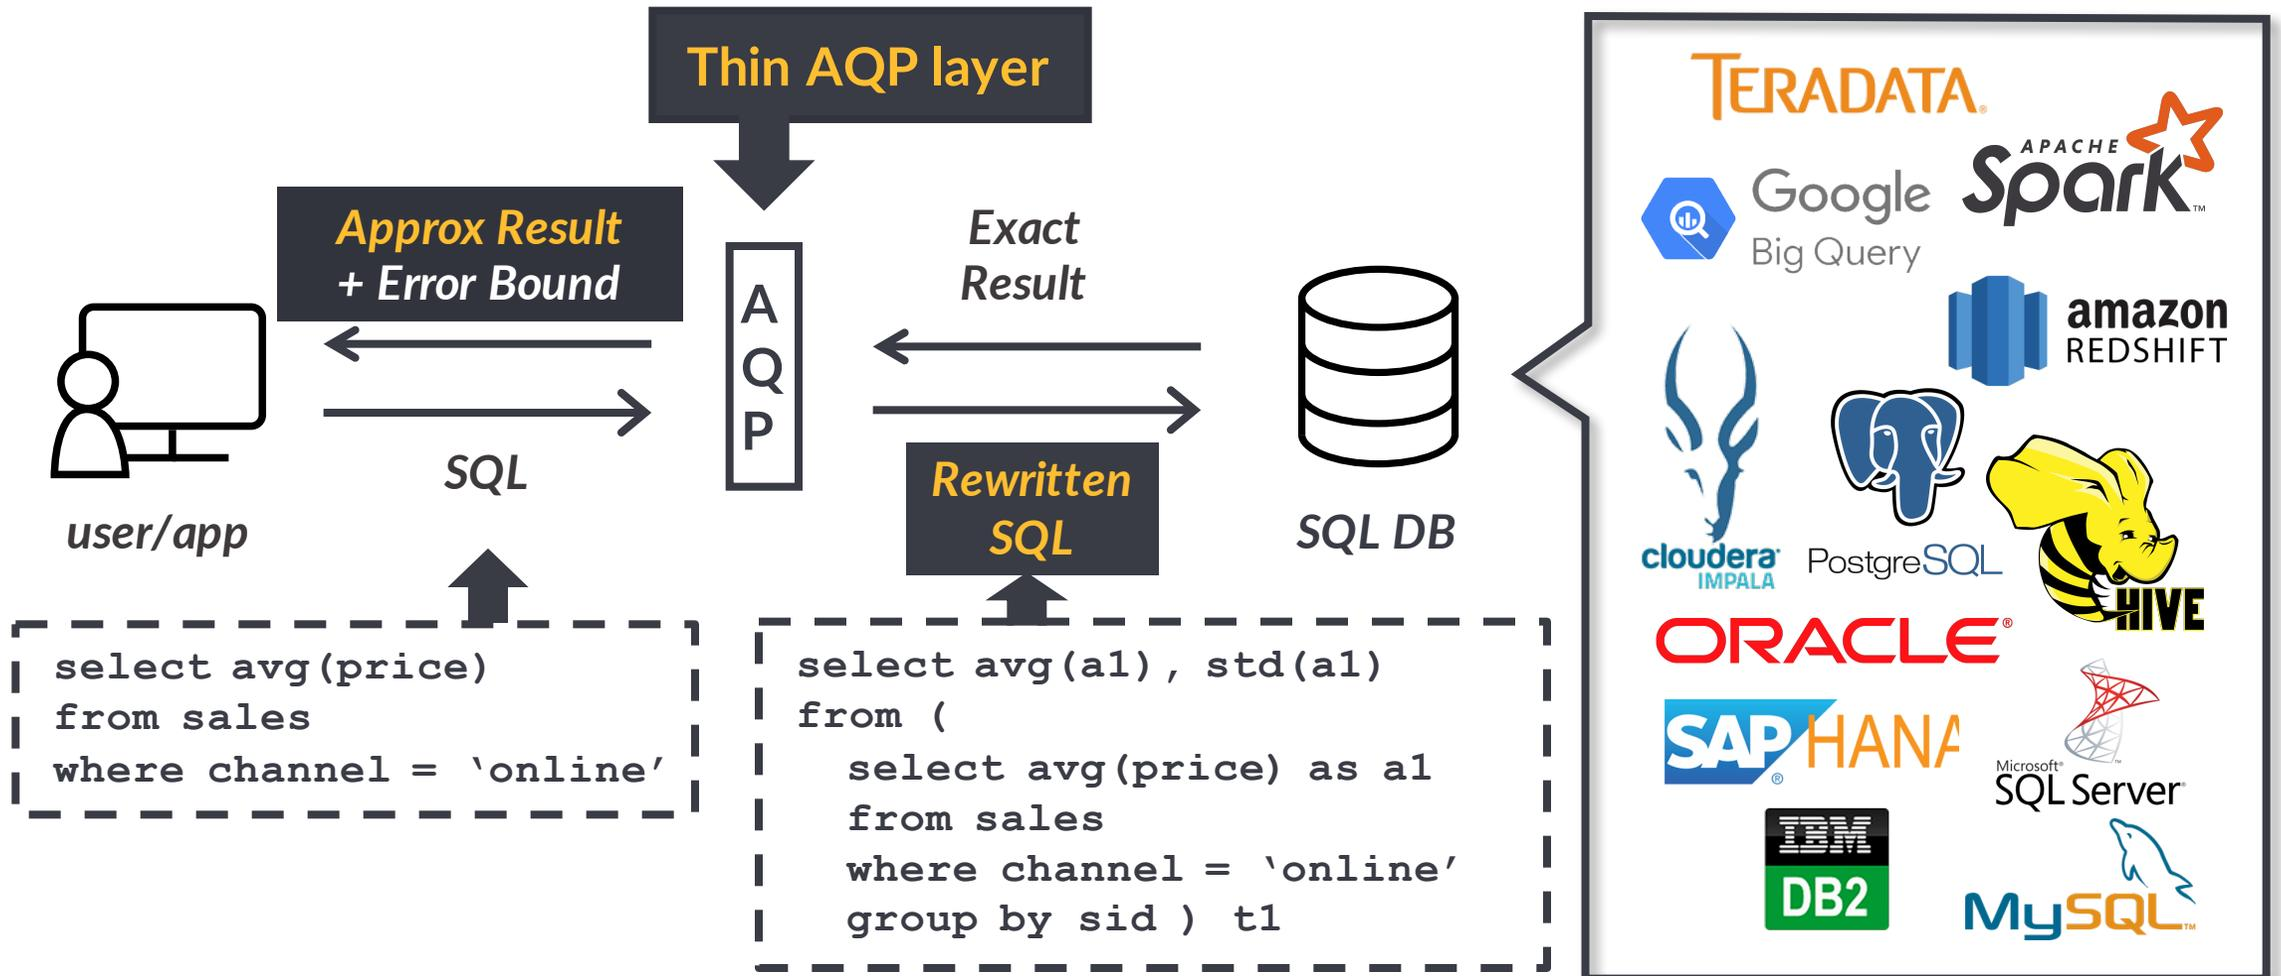 Thin AQP layer
Approx Result
+ Error Bound
A
Q
P
Exact
Result
SQL
user/app
Rewritten
SQL
SQL DB
select avg(price)
from sales
where channel = ‘online’
select avg(a1), std(a1)
from (
select avg(price) as a1
from sales
where channel = ‘online’
group by sid ) t1
TERADATA®
APACHE
Spark™
Google
Big Query
amazon
REDSHIFT
cloudera®
IMPALA
PostgreSQL
HIVE
ORACLE®
SAP® HANA
Microsoft®
SQL Server®
IBM
DB2
MySQL™